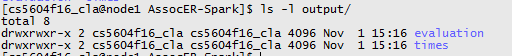 [cs5604f16_cla@node1 AssocER-Spark]$ ls -l output/
total 8
drwxrwxr-x 2 cs5604f16_cla cs5604f16_cla 4096 Nov  1 15:16 evaluation
drwxrwxr-x 2 cs5604f16_cla cs5604f16_cla 4096 Nov  1 15:16 times